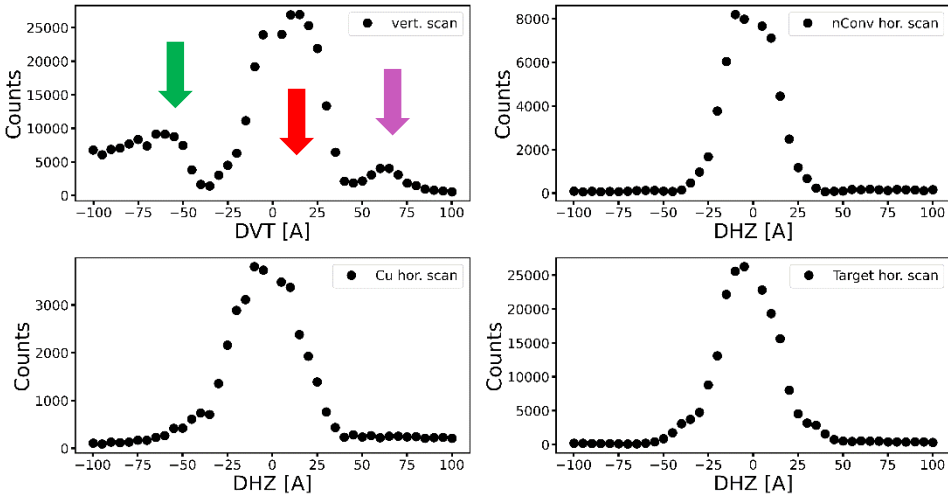 vert. scan
Counts
25000
20000
15000
10000
5000
0
−100 −75 −50 −25 0 25 50 75 100
DVT [A]
nConv hor. scan
Counts
8000
6000
4000
2000
0
−100 −75 −50 −25 0 25 50 75 100
DHZ [A]
Cu hor. scan
Counts
3000
2000
1000
0
−100 −75 −50 −25 0 25 50 75 100
DHZ [A]
Target hor. scan
Counts
25000
20000
15000
10000
5000
0
−100 −75 −50 −25 0 25 50 75 100
DHZ [A]